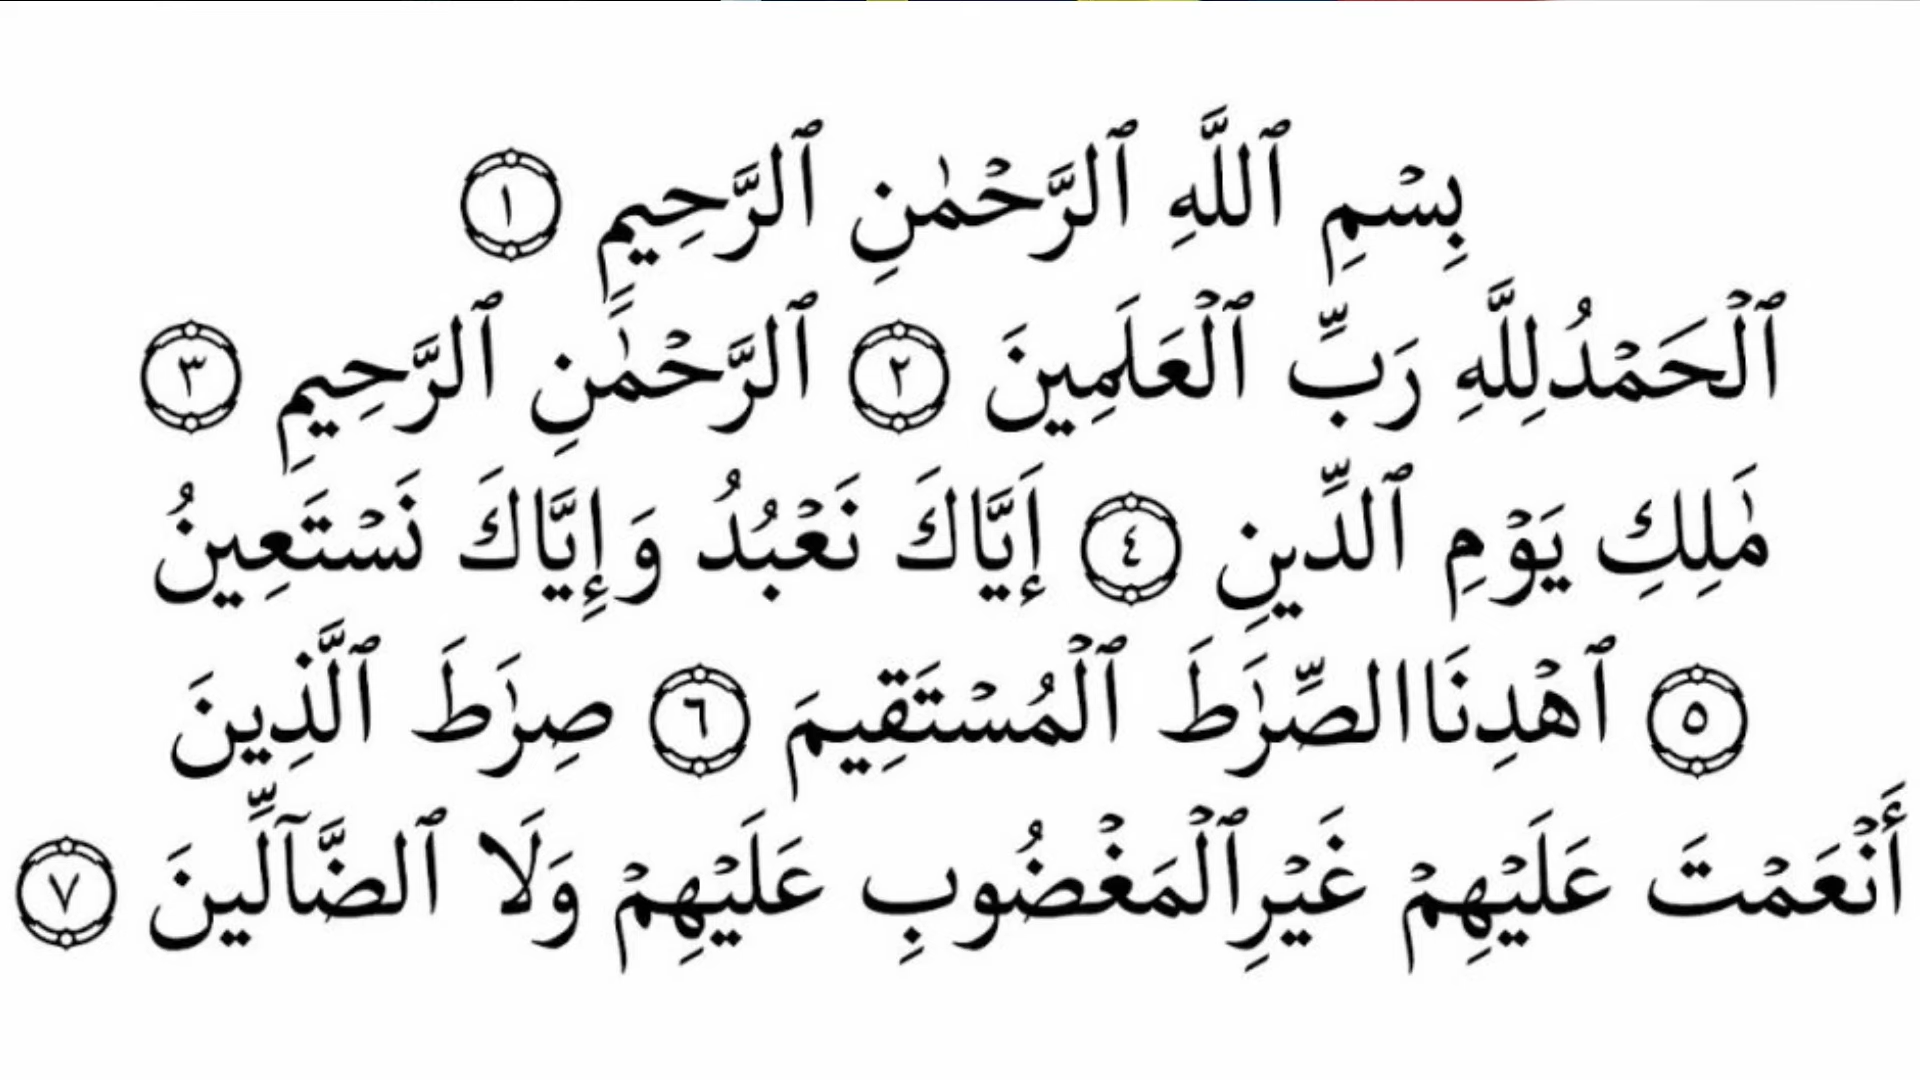 بِسۡمِ ٱللَّهِ ٱلرَّحۡمَٰنِ ٱلرَّحِيمِ ١
ٱلۡحَمۡدُلِلَّهِ رَبِّ ٱلۡعَلَمِينَ ٢ ٱلرَّحۡمَٰنِ ٱلرَّحِيمِ ٣
مَٰلِكِ يَوۡمِ ٱلدِّينِ ٤ إَيَّاكَ نَعۡبُدُ وَإِيَّاكَ نَسۡتَعِينُ
٥ ٱهۡدِنَاالصِّرَٰطَ ٱلۡمُسۡتَقِيمَ ٦ صِرَٰطَ ٱلَّذِينَ
أَنۡعَمۡتَ عَلَيۡهِمۡ غَيۡرِٱلۡمَغۡضُوبِ عَلَيۡهِمۡ وَلَا ٱلضَّآلِّينَ ٧